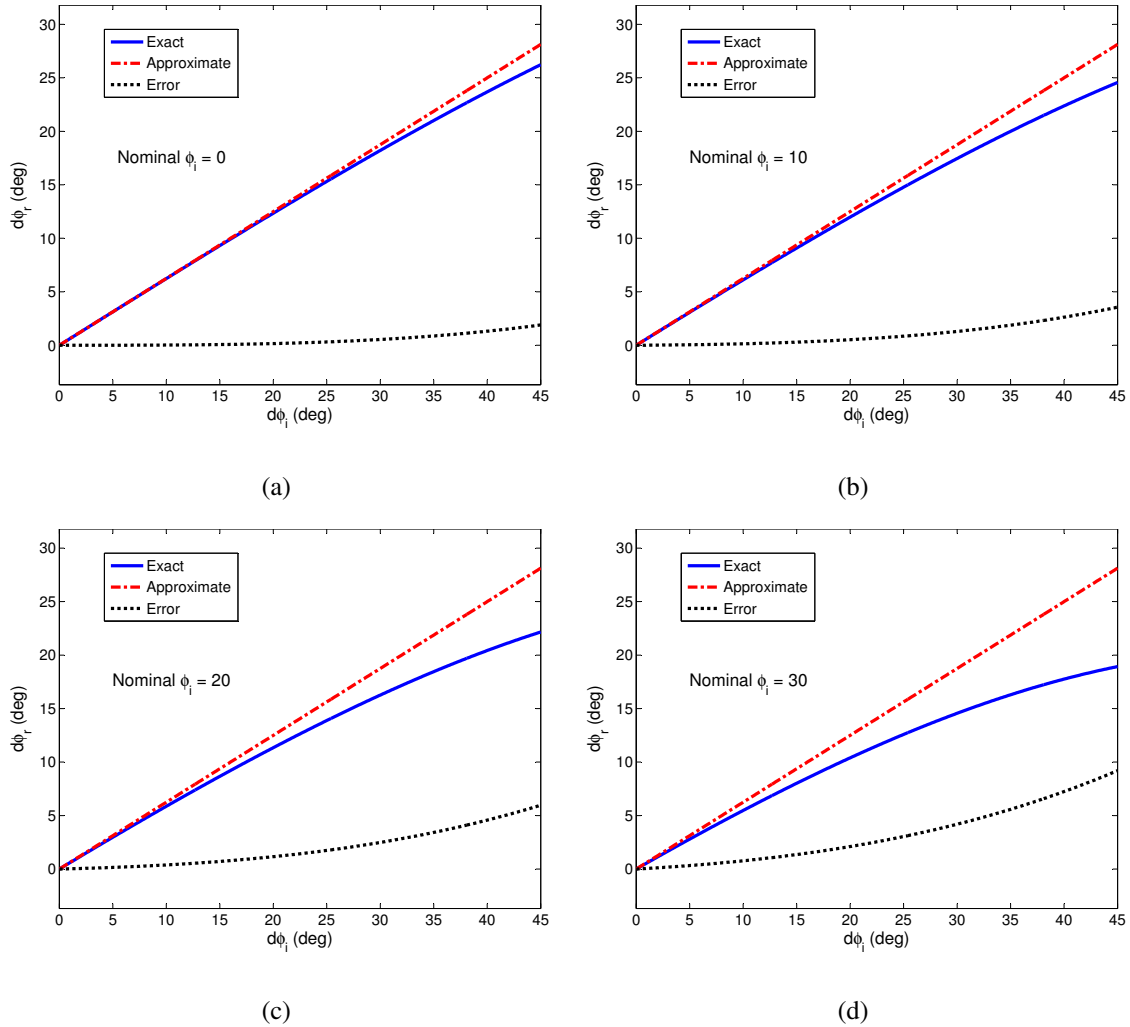 30
25
20
15
10
5
0
dϕr (deg)
Exact
Approximate
Error
Nominal ϕi = 0
0 5 10 15 20 25 30 35 40 45
dϕi (deg)
(a)
30
25
20
15
10
5
0
dϕr (deg)
Exact
Approximate
Error
Nominal ϕi = 10
0 5 10 15 20 25 30 35 40 45
dϕi (deg)
(b)
30
25
20
15
10
5
0
dϕr (deg)
Exact
Approximate
Error
Nominal ϕi = 20
0 5 10 15 20 25 30 35 40 45
dϕi (deg)
(c)
30
25
20
15
10
5
0
dϕr (deg)
Exact
Approximate
Error
Nominal ϕi = 30
0 5 10 15 20 25 30 35 40 45
dϕi (deg)
(d)